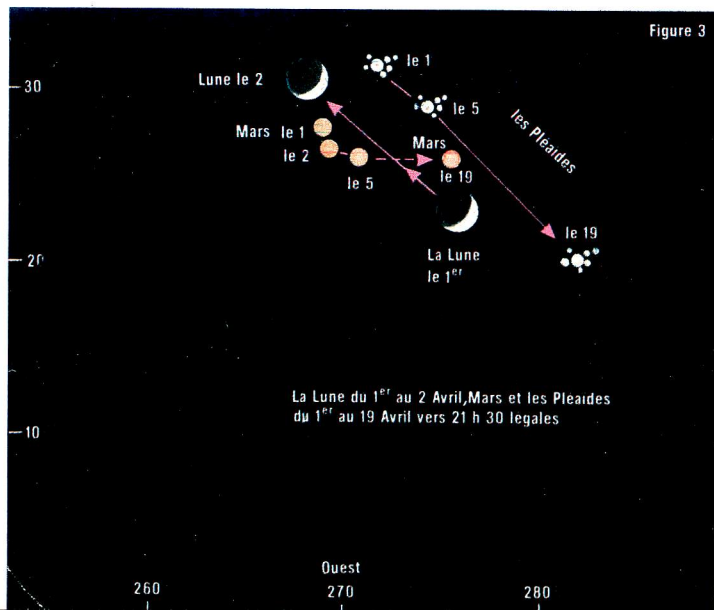 Figure 3
30
le 1
Lune le 2
le 5
les Pléiades
Mars le 1
Mars
le 2
le 19
le 5
le 19
La Lune
le 1er
20
La Lune du 1er au 2 Avril, Mars et les Pleiades
du 1er au 19 Avril vers 21 h 30 legales
10
Ouest
260
270
280